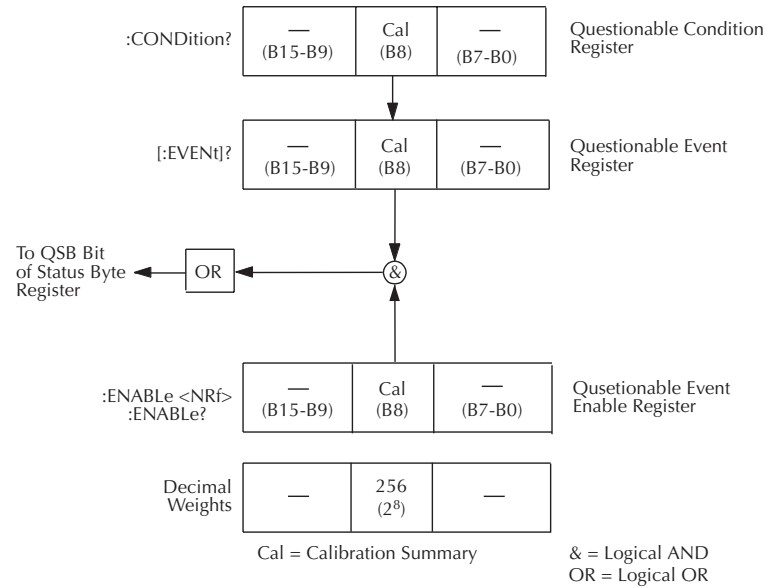 :CONDition?
—
(B15-B9)
Cal
(B8)
—
(B7-B0)
Questionable Condition
Register
[:EVENt]?
—
(B15-B9)
Cal
(B8)
—
(B7-B0)
Questionable Event
Register
To QSB Bit
of Status Byte
Register
OR
&
:ENABLe <NRf>
:ENABLe?
—
(B15-B9)
Cal
(B8)
—
(B7-B0)
Qusetionable Event
Enable Register
Decimal
Weights
—
256
(2⁸)
—
Cal = Calibration Summary
& = Logical AND
OR = Logical OR